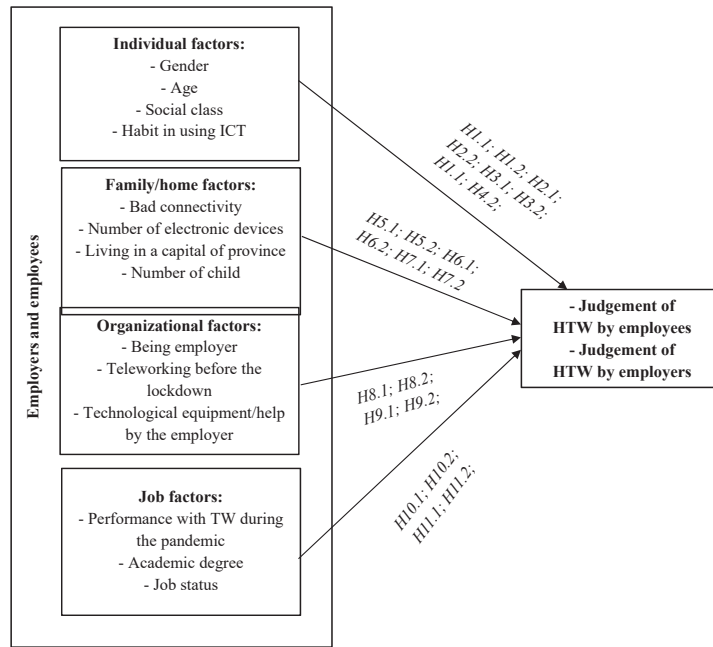 Employers and employees
Individual factors:
- Gender
- Age
- Social class
- Habit in using ICT
Family/home factors:
- Bad connectivity
- Number of electronic devices
- Living in a capital of province
- Number of child
Organizational factors:
- Being employer
- Teleworking before the
lockdown
- Technological equipment/help
by the employer
Job factors:
- Performance with TW during
the pandemic
- Academic degree
- Job status
H1.1; H1.2; H2.1;
H2.2; H3.1; H3.2;
H1.1; H4.2;
H5.1; H5.2; H6.1;
H6.2; H7.1; H7.2
H8.1; H8.2;
H9.1; H9.2;
H10.1; H10.2;
H11.1; H11.2;
- Judgement of
HTW by employees
- Judgement of
HTW by employers